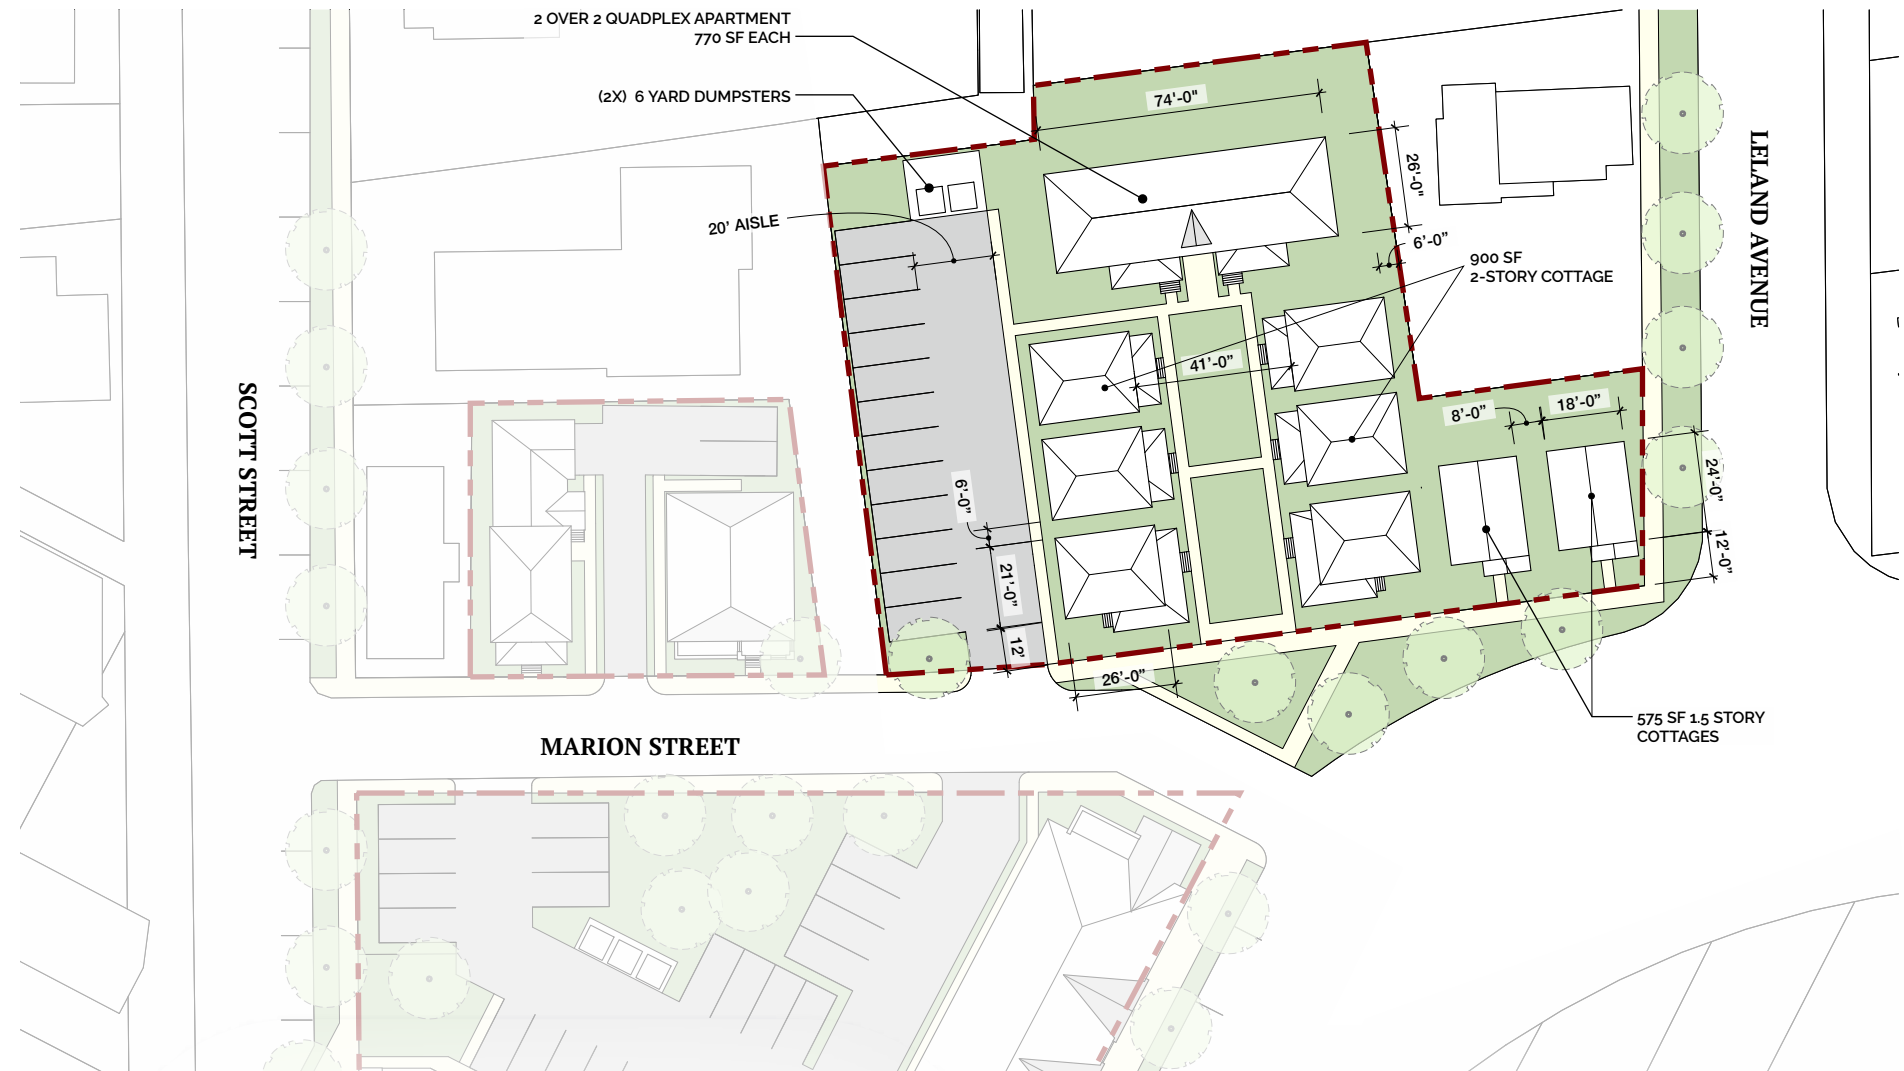 2 OVER 2 QUADPLEX APARTMENT
770 SF EACH
(2X) 6 YARD DUMPSTERS
74'-0"
26'-0"
LELAND AVENUE
20' AISLE
6'-0"
900 SF
2-STORY COTTAGE
41'-0"
SCOTT STREET
8'-0"
18'-0"
6'-0"
24'-0"
12'-0"
21'-0"
12'
26'-0"
575 SF 1.5 STORY
COTTAGES
MARION STREET